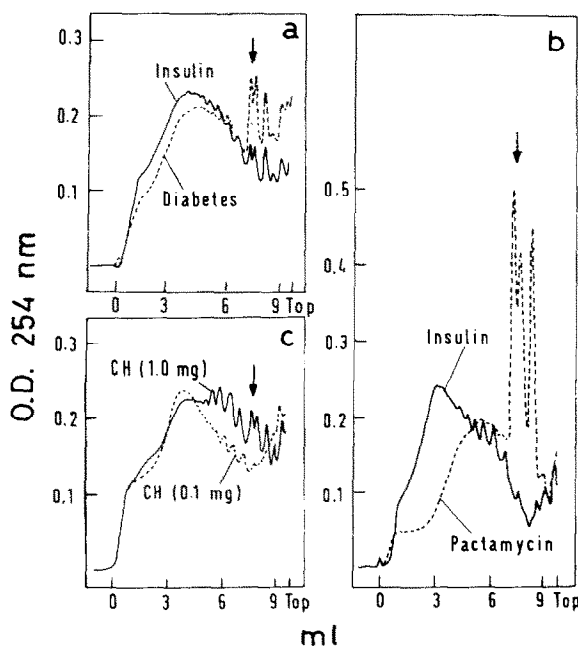 a
0.3
0.2
0.1
Insulin
Diabetes
0 3 6 9 Top
b
0.5
0.4
0.3
0.2
0.1
Insulin
Pactamycin
0 3 6 9 Top
c
0.3
0.2
0.1
CH (1.0 mg)
CH (0.1 mg)
0 3 6 9 Top
O.D. 254 nm
ml